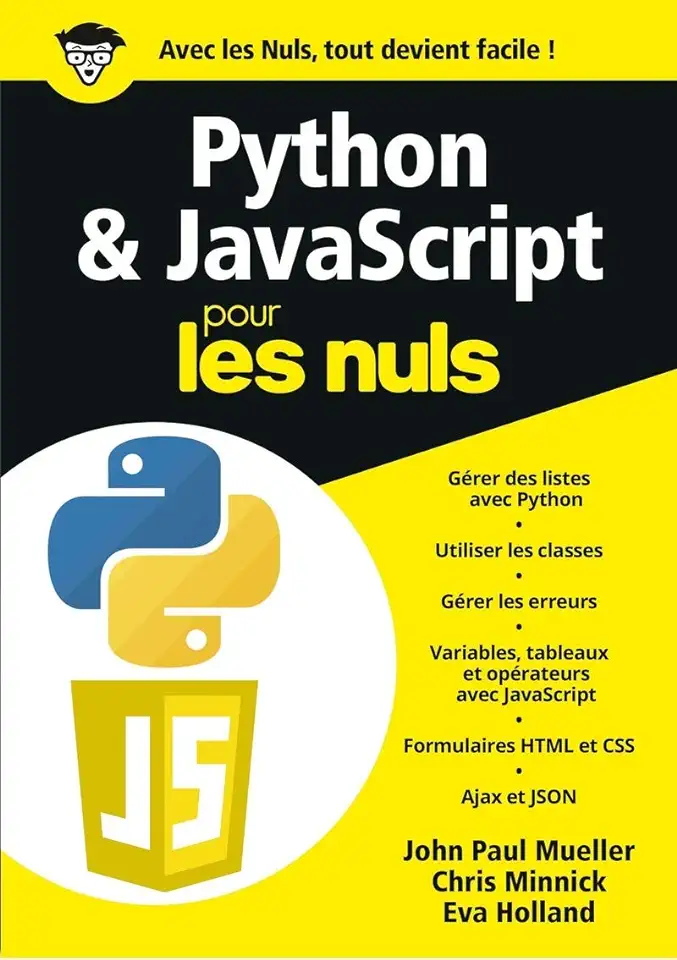 Avec les Nuls, tout devient facile !
Python
& JavaScript
pour
les nuls
Gérer des listes
avec Python
•
Utiliser les classes
•
Gérer les erreurs
•
Variables, tableaux
et opérateurs
avec JavaScript
•
Formulaires HTML et CSS
•
Ajax et JSON
JS
John Paul Mueller
Chris Minnick
Eva Holland